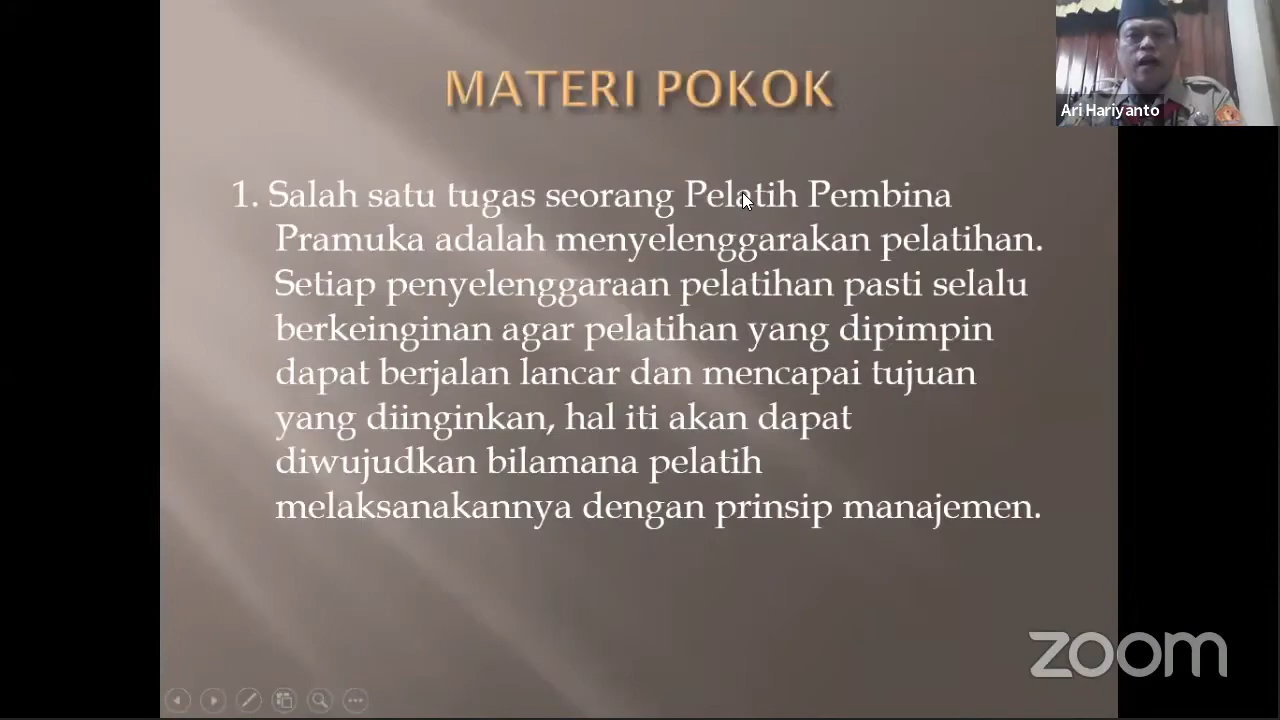 MATERI POKOK
Ari Hariyanto
1. Salah satu tugas seorang Pelatih Pembina
Pramuka adalah menyelenggarakan pelatihan.
Setiap penyelenggaraan pelatihan pasti selalu
berkeinginan agar pelatihan yang dipimpin
dapat berjalan lancar dan mencapai tujuan
yang diinginkan, hal iti akan dapat
diwujudkan bilamana pelatih
melaksanakannya dengan prinsip manajemen.
zoom